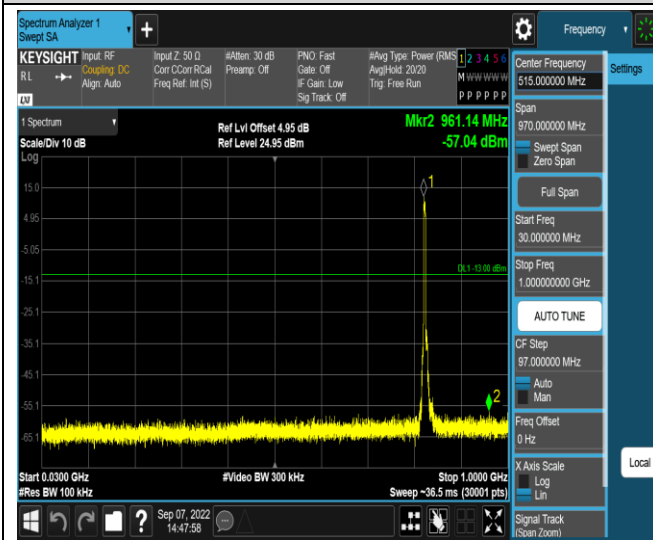 Spectrum Analyzer 1
Swept SA
+
Frequency
KEYSIGHT
R L
LXI
Input: RF
Coupling: DC
Align: Auto
Input Z: 50 Ω
Corr CCorr RCal
Freq Ref: Int (S)
#Atten: 30 dB
Preamp: Off
PNO: Fast
Gate: Off
IF Gain: Low
Sig Track: Off
#Avg Type: Power (RMS
Avg|Hold: 20/20
Trig: Free Run
1 2 3 4 5 6
M W W W W W
P P P P P P
1 Spectrum
Scale/Div 10 dB
Log
Ref Lvl Offset 4.95 dB
Ref Level 24.95 dBm
Mkr2 961.14 MHz
-57.04 dBm
15.0
4.95
-5.05
-15.1
-25.1
-35.1
-45.1
-55.1
-65.1
1
DL1 -13.00 dBm
2
Start 0.0300 GHz
#Res BW 100 kHz
#Video BW 300 kHz
Stop 1.0000 GHz
Sweep ~36.5 ms (30001 pts)
?
Sep 07, 2022
14:47:58
Center Frequency
515.000000 MHz
Span
970.000000 MHz
Swept Span
Zero Span
Full Span
Start Freq
30.000000 MHz
Stop Freq
1.000000000 GHz
AUTO TUNE
CF Step
97.000000 MHz
Auto
Man
Freq Offset
0 Hz
X Axis Scale
Log
Lin
Signal Track
(Span Zoom)
Settings
Local